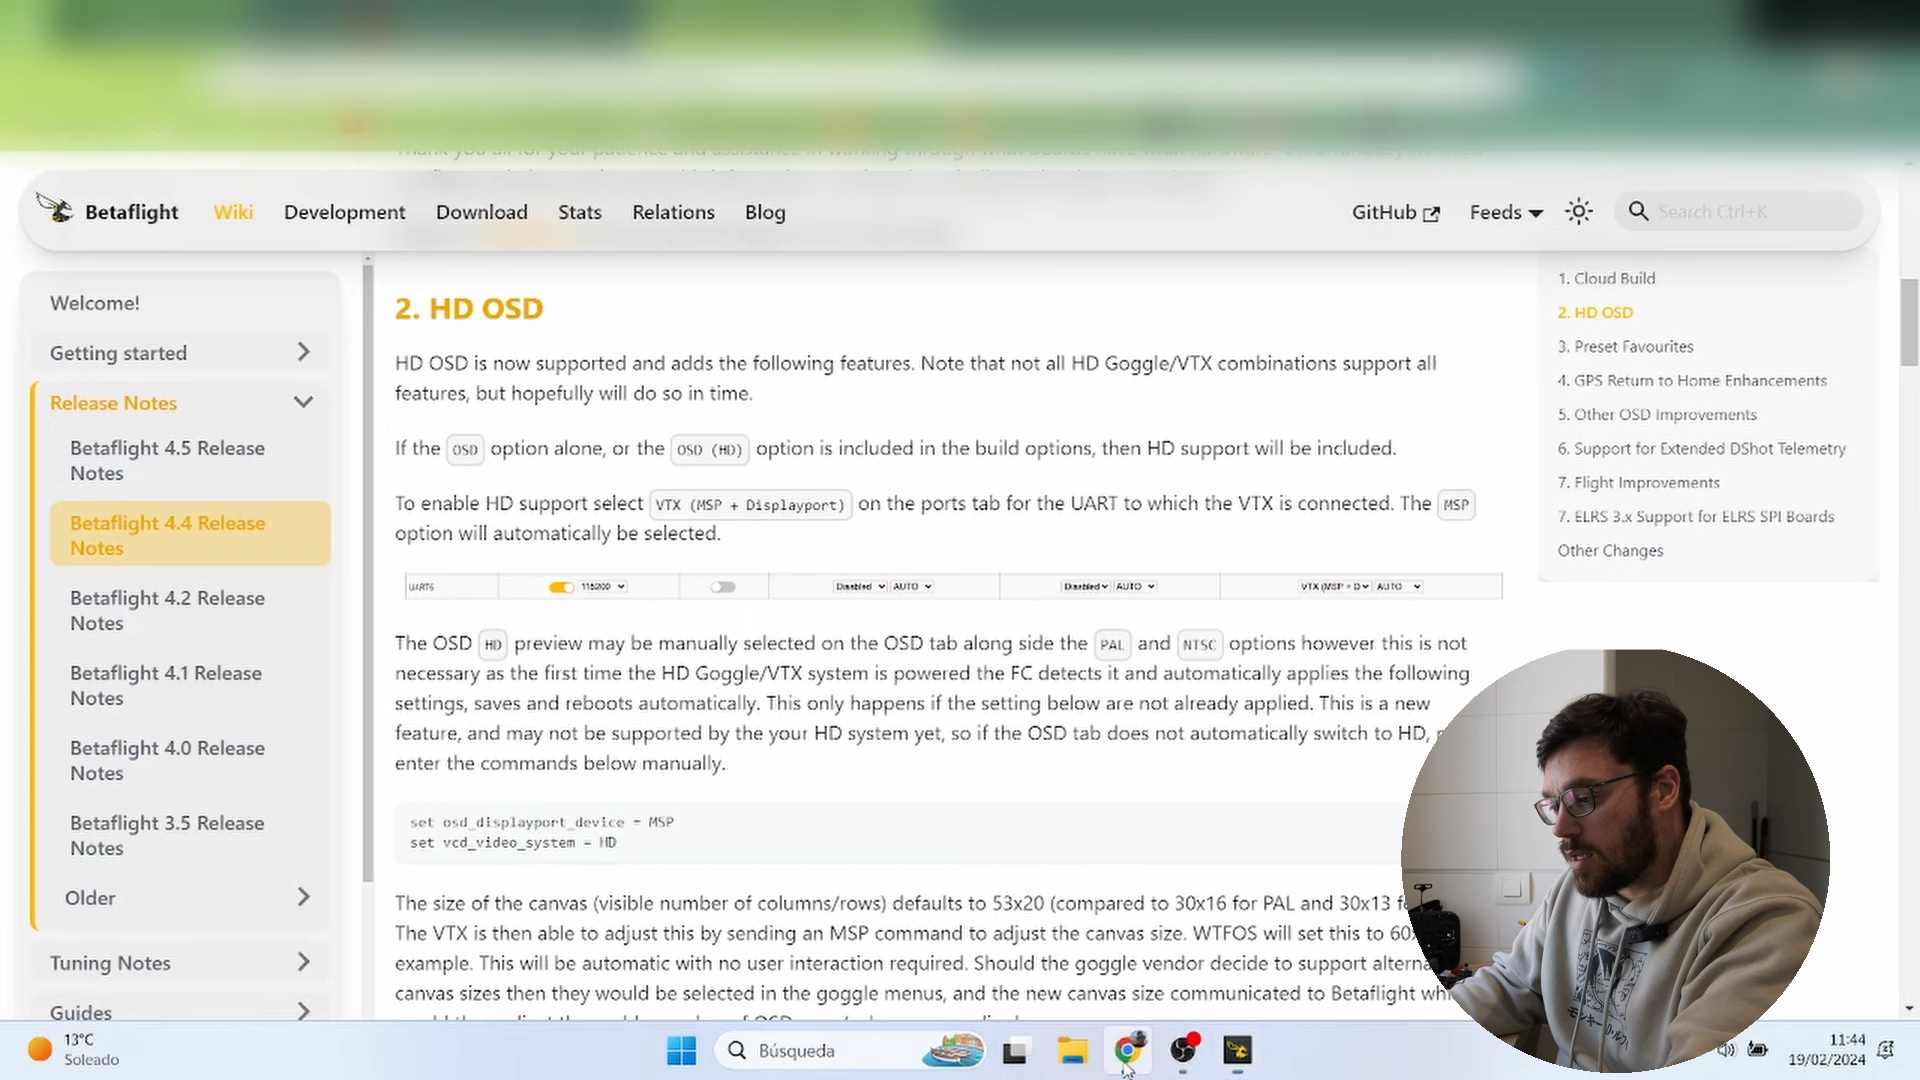 Betaflight Wiki Development Download Stats Relations Blog GitHub Feeds Search Ctrl+K
Welcome!
Getting started
Release Notes
Betaflight 4.5 Release
Notes
Betaflight 4.4 Release
Notes
Betaflight 4.2 Release
Notes
Betaflight 4.1 Release
Notes
Betaflight 4.0 Release
Notes
Betaflight 3.5 Release
Notes
Older
Tuning Notes
Guides
2. HD OSD
HD OSD is now supported and adds the following features. Note that not all HD Goggle/VTX combinations support all
features, but hopefully will do so in time.
If the OSD option alone, or the OSD (HD) option is included in the build options, then HD support will be included.
To enable HD support select VTX (MSP + Displayport) on the ports tab for the UART to which the VTX is connected. The MSP
option will automatically be selected.
UART6 115200 Disabled AUTO Disabled AUTO VTX (MSP + D AUTO
The OSD HD preview may be manually selected on the OSD tab along side the PAL and NTSC options however this is not
necessary as the first time the HD Goggle/VTX system is powered the FC detects it and automatically applies the following
settings, saves and reboots automatically. This only happens if the setting below are not already applied. This is a new
feature, and may not be supported by the your HD system yet, so if the OSD tab does not automatically switch to HD,
enter the commands below manually.
set osd_displayport_device = MSP
set vcd_video_system = HD
The size of the canvas (visible number of columns/rows) defaults to 53x20 (compared to 30x16 for PAL and 30x13
The VTX is then able to adjust this by sending an MSP command to adjust the canvas size. WTFOS will set this to
example. This will be automatic with no user interaction required. Should the goggle vendor decide to support
canvas sizes then they would be selected in the goggle menus, and the new canvas size communicated to Betaflight
1. Cloud Build
2. HD OSD
3. Preset Favourites
4. GPS Return to Home Enhancements
5. Other OSD Improvements
6. Support for Extended DShot Telemetry
7. Flight Improvements
7. ELRS 3.x Support for ELRS SPI Boards
Other Changes
13°C
Soleado
Búsqueda
11:44
19/02/2024